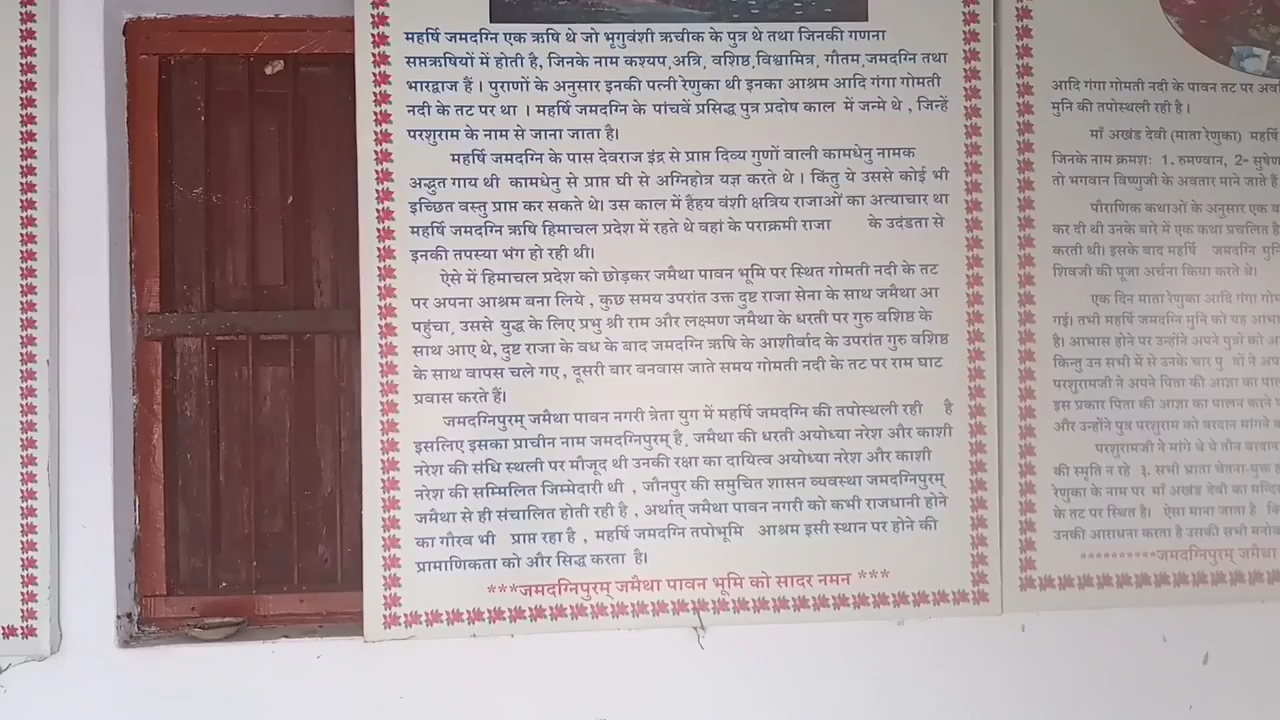 महर्षि जमदग्नि एक ऋषि थे जो भृगुवंशी ऋचीक के पुत्र थे तथा जिनकी गणना
सप्तऋषियों में होती है, जिनके नाम कश्यप,अत्रि, वशिष्ठ,विश्वामित्र, गौतम,जमदग्नि तथा
भारद्वाज हैं । पुराणों के अनुसार इनकी पत्नी रेणुका थी इनका आश्रम आदि गंगा गोमती
नदी के तट पर था । महर्षि जमदग्नि के पांचवें प्रसिद्ध पुत्र प्रदोष काल में जन्मे थे , जिन्हें
परशुराम के नाम से जाना जाता है।
महर्षि जमदग्नि के पास देवराज इंद्र से प्राप्त दिव्य गुणों वाली कामधेनु नामक
अद्भुत गाय थी कामधेनु से प्राप्त घी से अग्निहोत्र यज्ञ करते थे । किंतु ये उससे कोई भी
इच्छित वस्तु प्राप्त कर सकते थे। उस काल में हैहय वंशी क्षत्रिय राजाओं का अत्याचार था
महर्षि जमदग्नि ऋषि हिमाचल प्रदेश में रहते थे वहां के पराक्रमी राजा के उदंडता से
इनकी तपस्या भंग हो रही थी।
ऐसे में हिमाचल प्रदेश को छोड़कर जमैथा पावन भूमि पर स्थित गोमती नदी के तट
पर अपना आश्रम बना लिये , कुछ समय उपरांत उक्त दुष्ट राजा सेना के साथ जमैथा आ
पहुंचा, उससे युद्ध के लिए प्रभु श्री राम और लक्ष्मण जमैथा के धरती पर गुरु वशिष्ठ के
साथ आए थे, दुष्ट राजा के वध के बाद जमदग्नि ऋषि के आशीर्वाद के उपरांत गुरु वशिष्ठ
के साथ वापस चले गए , दूसरी बार वनवास जाते समय गोमती नदी के तट पर राम घाट
प्रवास करते हैं।
जमदग्निपुरम् जमैथा पावन नगरी त्रेता युग में महर्षि जमदग्नि की तपोस्थली रही है
इसलिए इसका प्राचीन नाम जमदग्निपुरम् है, जमैथा की धरती अयोध्या नरेश और काशी
नरेश की संधि स्थली पर मौजूद थी उनकी रक्षा का दायित्व अयोध्या नरेश और काशी
नरेश की सम्मिलित जिम्मेदारी थी , जौनपुर की समुचित शासन व्यवस्था जमदग्निपुरम्
जमैथा से ही संचालित होती रही है , अर्थात् जमैथा पावन नगरी को कभी राजधानी होने
का गौरव भी प्राप्त रहा है , महर्षि जमदग्नि तपोभूमि आश्रम इसी स्थान पर होने की
प्रामाणिकता को और सिद्ध करता है।
***जमदग्निपुरम् जमैथा पावन भूमि को सादर नमन ***
आदि गंगा गोमती नदी के पावन तट पर
मुनि की तपोस्थली रही है ।
माँ अखंड देवी (माता रेणुका) महर्षि
जिनके नाम क्रमशः 1. रुमण्वान, 2-
तो भगवान विष्णुजी के अवतार माने जाते हैं
पौराणिक कथाओं के अनुसार एक
कर दी थी उनके बारे में एक कथा प्रचलित है
करती थी। इसके बाद महर्षि जमदग्नि
शिवजी की पूजा अर्चना किया करते थे।
एक दिन माता रेणुका आदि गंगा
गई। तभी महर्षि जमदग्नि मुनि को यह
है। आभास होने पर उन्होंने अपने पुत्रों को
किन्तु उन सभी में से उनके चार
परशुरामजी ने अपने पिता की आज्ञा का
इस प्रकार पिता की आज्ञा का पालन करने
और उन्होंने पुत्र परशुराम को वरदान मांगने
परशुरामजी ने मांगे थे ये तीन वरदान
की स्मृति न रहे ३. सभी भ्राता चेतना-युक्त
रेणुका के नाम पर माँ अखंड देवी का मन्दिर
के तट पर स्थित है। ऐसा माना जाता है
उनकी आराधना करता है उसकी सभी
**********जमदग्निपुरम् जमैथा